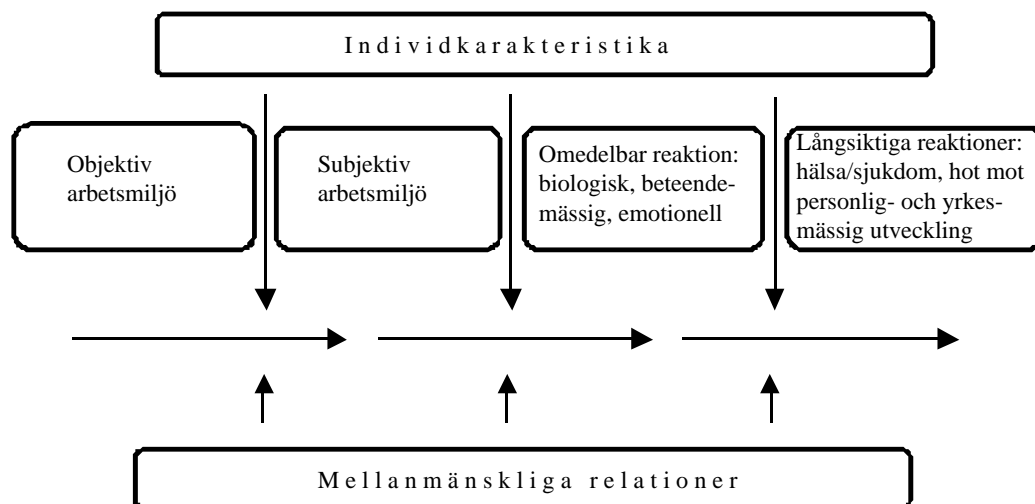 Individkarakteristika
Objektiv
arbetsmiljö
Subjektiv
arbetsmiljö
Omedelbar reaktion:
biologisk, beteende-
mässig, emotionell
Långsiktiga reaktioner:
hälsa/sjukdom, hot mot
personlig- och yrkes-
mässig utveckling
Mellanmänskliga relationer